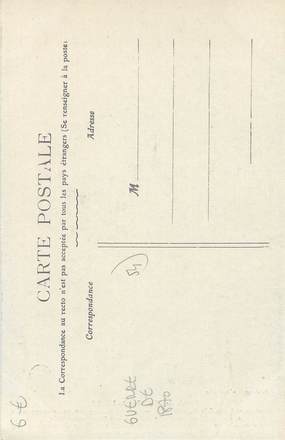 CARTE POSTALE
La Correspondance au recto n'est pas acceptée par tous les pays étrangers (Se renseigner à la poste)
Correspondance
Adresse
M
54
6 €
GUERRE
DE
1870